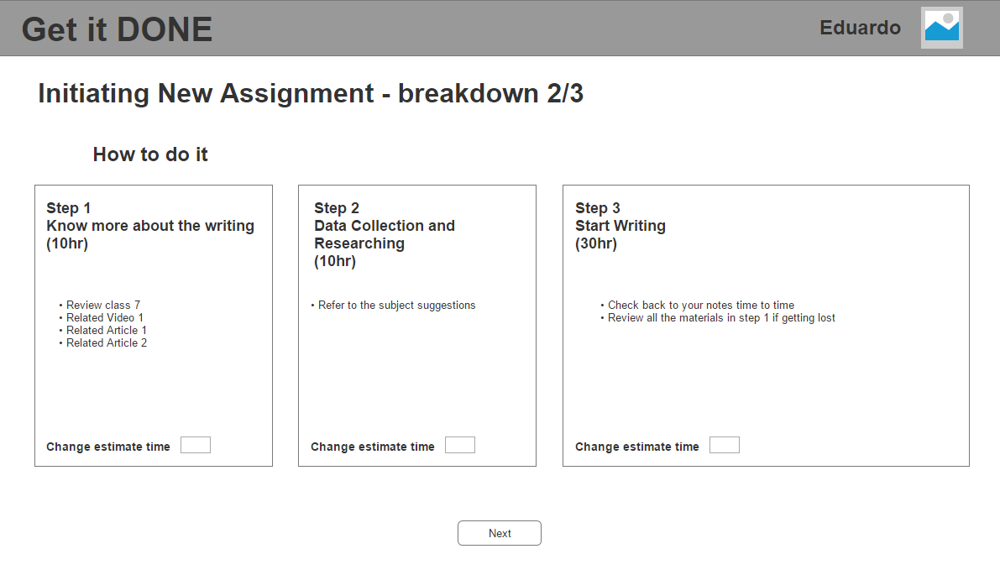 Get it DONE
Eduardo
Initiating New Assignment - breakdown 2/3
How to do it
Step 1
Know more about the writing
(10hr)
• Review class 7
• Related Video 1
• Related Article 1
• Related Article 2
Change estimate time
Step 2
Data Collection and
Researching
(10hr)
• Refer to the subject suggestions
Change estimate time
Step 3
Start Writing
(30hr)
• Check back to your notes time to time
• Review all the materials in step 1 if getting lost
Change estimate time
Next